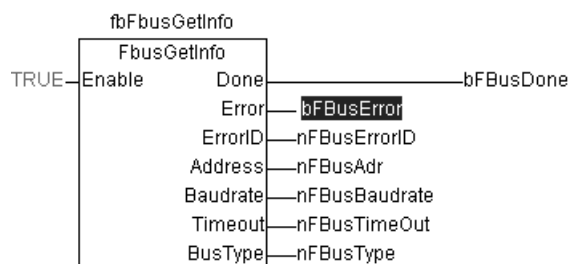 fbFbusGetInfo
FbusGetInfo
TRUE Enable Done bFBusDone
Error bFBusError
ErrorID nFBusErrorID
Address nFBusAdr
Baudrate nFBusBaudrate
Timeout nFBusTimeOut
BusType nFBusType